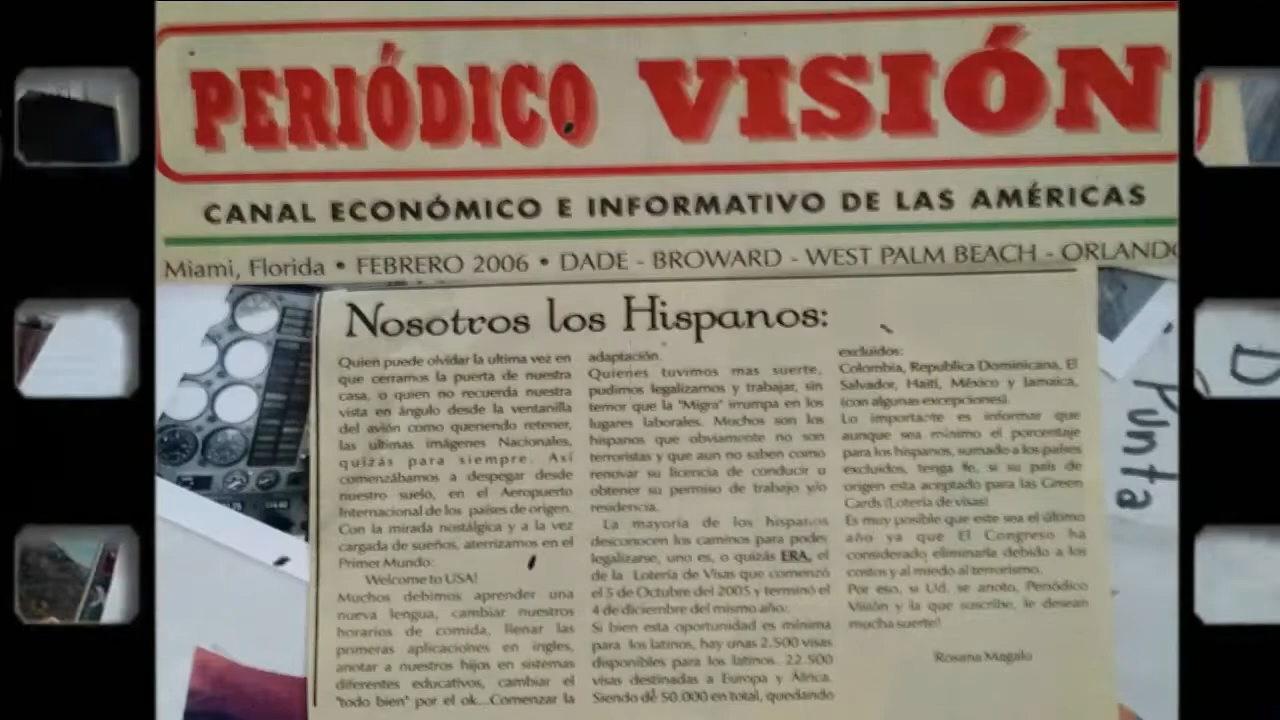 PERIÓDICO VISIÓN
CANAL ECONÓMICO E INFORMATIVO DE LAS AMÉRICAS
Miami, Florida • FEBRERO 2006 • DADE - BROWARD - WEST PALM BEACH - ORLANDO
Nosotros los Hispanos:
Quien puede olvidar la ultima vez en
que cerramos la puerta de nuestra
casa, o quien no recuerda nuestra
vista en ángulo desde la ventanilla
del avión como queriendo retener,
las ultimas imágenes Nacionales,
quizás para siempre. Así
comenzábamos a despegar desde
nuestro suelo, en el Aeropuerto
Internacional de los países de origen.
Con la mirada nostálgica y a la vez
cargada de sueños, aterrizamos en el
Primer Mundo:
Welcome to USA!
Muchos debimos aprender una
nueva lengua, cambiar nuestros
horarios de comida, llenar las
primeras aplicaciones en ingles,
anotar a nuestros hijos en sistemas
diferentes educativos, cambiar el
"todo bien" por el ok...Comenzar la
adaptación.
Quienes tuvimos mas suerte,
pudimos legalizarnos y trabajar, sin
temor que la "Migra" irrumpa en los
lugares laborales. Muchos son los
hispanos que obviamente no son
terroristas y que aun no saben como
renovar su licencia de conducir u
obtener su permiso de trabajo y/o
residencia.
La mayoría de los hispanos
desconocen los caminos para poder
legalizarse, uno es, o quizás ERA, el
de la Lotería de Visas que comenzó
el 5 de Octubre del 2005 y terminó el
4 de diciembre del mismo año:
Si bien esta oportunidad es mínima
para los latinos, hay unas 2.500 visas
disponibles para los latinos. 22.500
visas destinadas a Europa y África.
Siendo de 50.000 en total, quedando
excluidos:
Colombia, Republica Dominicana, El
Salvador, Haití, México y Jamaica,
(con algunas excepciones).
Lo importante es informar que
aunque sea mínimo el porcentaje
para los hispanos, sumado a los países
excluidos, tenga fe, si su país de
origen esta aceptado para las Green
Cards (Lotería de visas)
Es muy posible que este sea el último
año ya que El Congreso ha
considerado eliminarla debido a los
costos y al miedo al terrorismo.
Por eso, si Ud. se anoto, Periódico
Visión y la que suscribe, le desean
mucha suerte!
Rosana Magalo
Punta
D